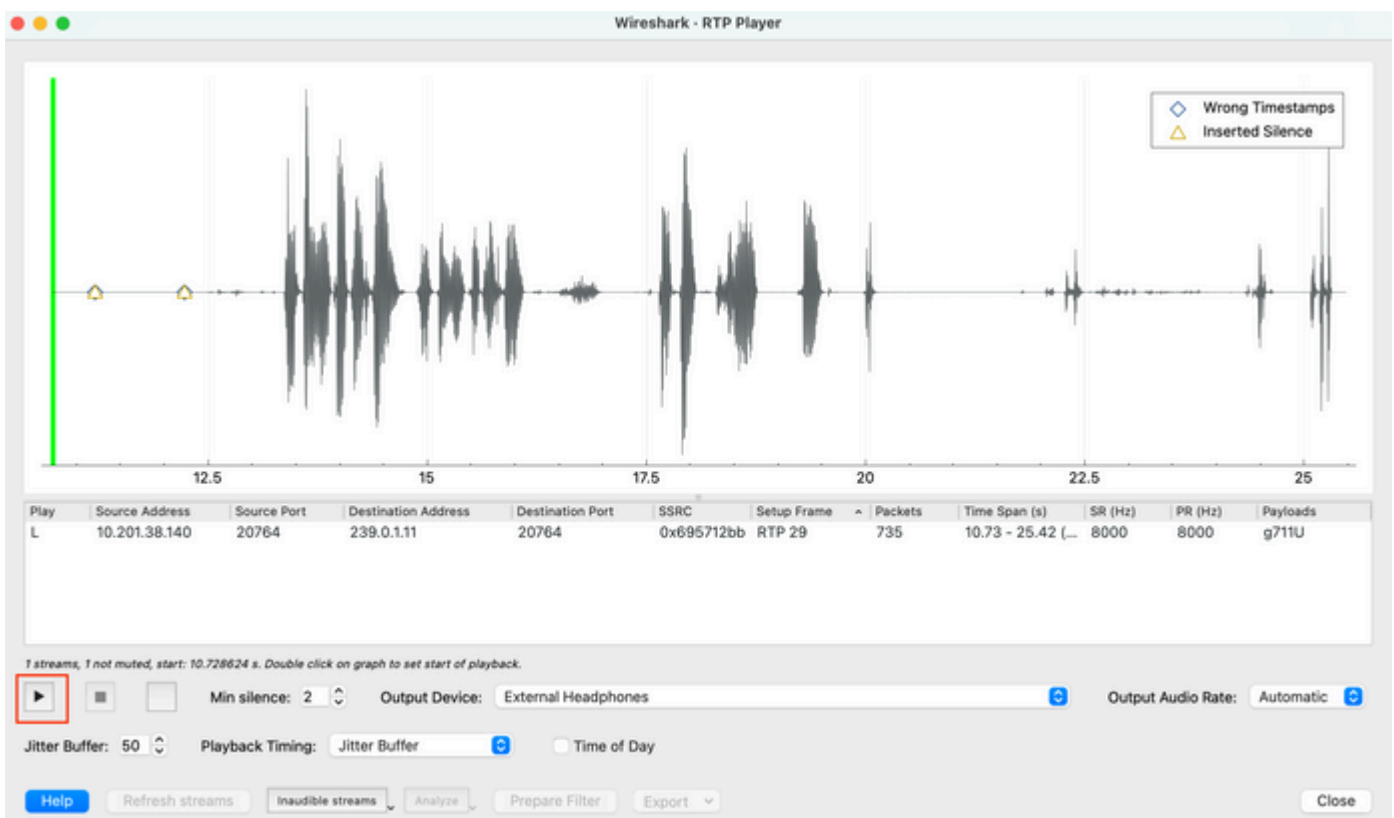 Wireshark - RTP Player
Wrong Timestamps
Inserted Silence
12.5 15 17.5 20 22.5 25
Play Source Address Source Port Destination Address Destination Port SSRC Setup Frame Packets Time Span (s) SR (Hz) PR (Hz) Payloads
L 10.201.38.140 20764 239.0.1.11 20764 0x695712bb RTP 29 735 10.73 - 25.42 (... 8000 8000 g711U
1 streams, 1 not muted, start: 10.728624 s. Double click on graph to set start of playback.
Min silence: 2 Output Device: External Headphones Output Audio Rate: Automatic
Jitter Buffer: 50 Playback Timing: Jitter Buffer Time of Day
Help Refresh streams Inaudible streams Analyze Prepare Filter Export Close